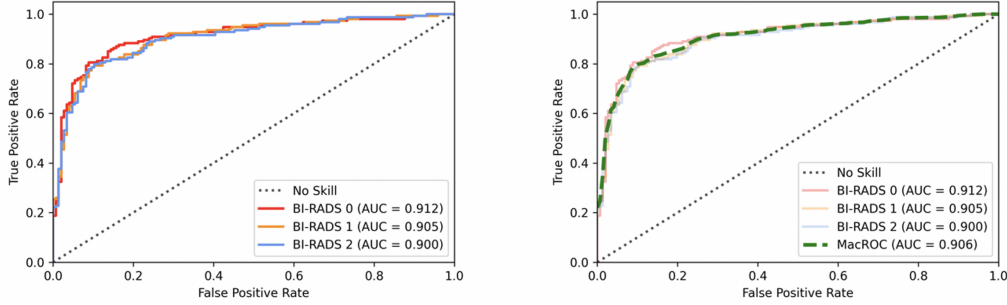 1.0
0.8
0.6
0.4
0.2
0.0
True Positive Rate
0.0 0.2 0.4 0.6 0.8 1.0
False Positive Rate
No Skill
BI-RADS 0 (AUC = 0.912)
BI-RADS 1 (AUC = 0.905)
BI-RADS 2 (AUC = 0.900)
1.0
0.8
0.6
0.4
0.2
0.0
True Positive Rate
0.0 0.2 0.4 0.6 0.8 1.0
False Positive Rate
No Skill
BI-RADS 0 (AUC = 0.912)
BI-RADS 1 (AUC = 0.905)
BI-RADS 2 (AUC = 0.900)
MacROC (AUC = 0.906)